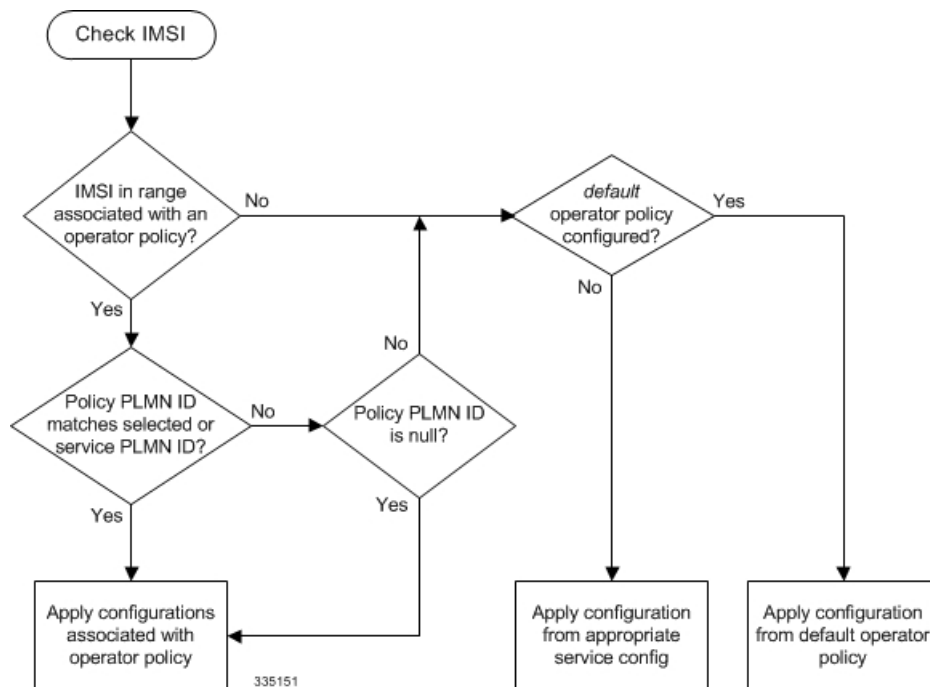 Check IMSI
IMSI in range
associated with an
operator policy?
No
Yes
default
operator policy
configured?
Yes
No
Policy PLMN ID
matches selected or
service PLMN ID?
No
Yes
Policy PLMN ID
is null?
No
Yes
Apply configurations
associated with
operator policy
Apply configuration
from appropriate
service config
Apply configuration
from default operator
policy
335151